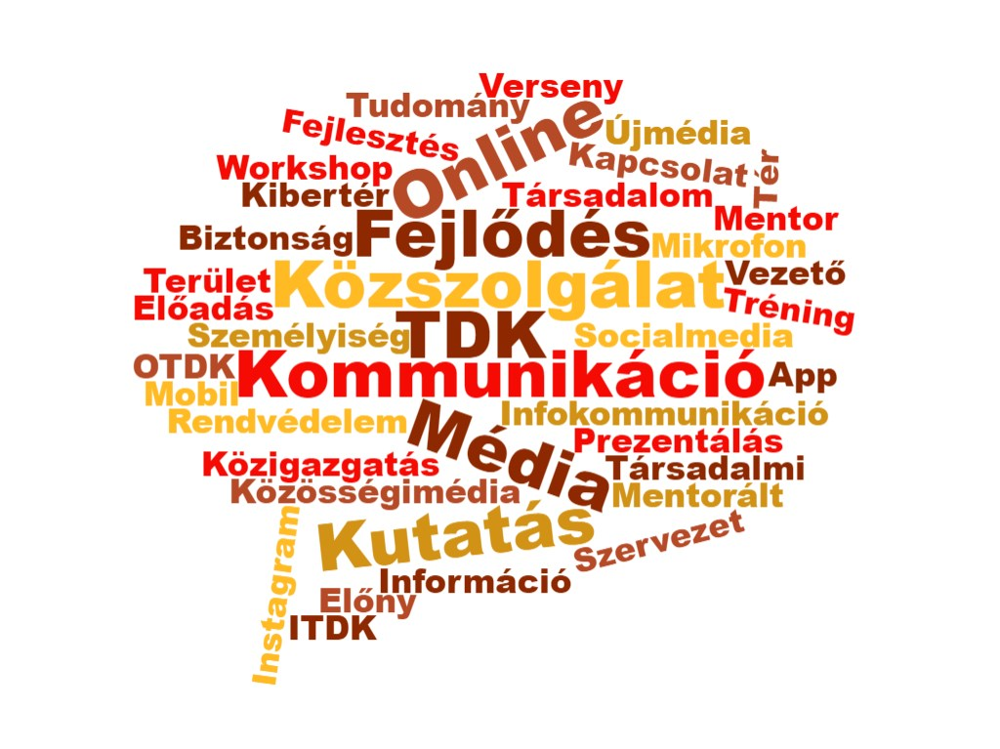 Verseny
Tudomány
Online
Fejlesztés
Újmédia
Kapcsolat
Tér
Workshop
Kibertér
Társadalom
Mentor
Biztonság
Fejlődés
Mikrofon
Közszolgálat
Vezető
Terület
Előadás
Tréning
Személyiség
TDK
Socialmedia
OTDK
Kommunikáció
App
Mobil
Média
Infokommunikáció
Rendvédelem
Prezentálás
Közigazgatás
Társadalmi
Közösségimédia
Mentorált
Kutatás
Szervezet
Instagram
Információ
Előny
ITDK